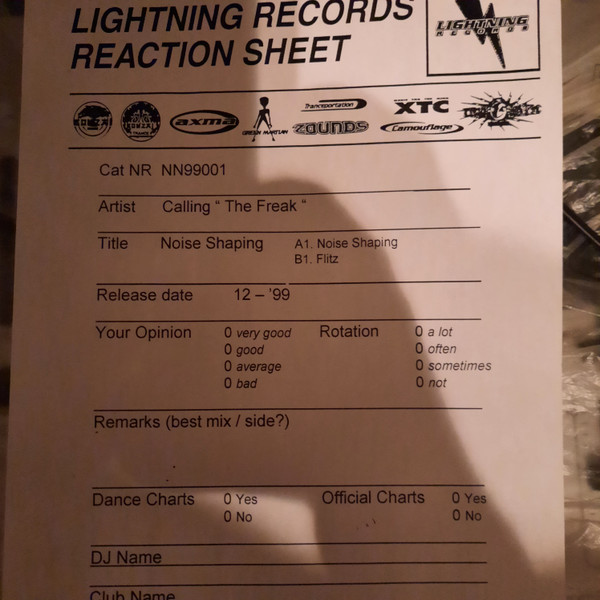 LIGHTNING RECORDS
REACTION SHEET
LIGHTNING
RECORDS
BONZAI
BONZAI
axma
GREEN MARTIAN
Transportation
ZOUNDS
XTC
Camouflage
Cat NR NN99001
Artist Calling “ The Freak “
Title Noise Shaping A1. Noise Shaping
B1. Flitz
Release date 12 – '99
Your Opinion 0 very good Rotation 0 a lot
0 good 0 often
0 average 0 sometimes
0 bad 0 not
Remarks (best mix / side?)
Dance Charts 0 Yes Official Charts 0 Yes
0 No 0 No
DJ Name
Club Name